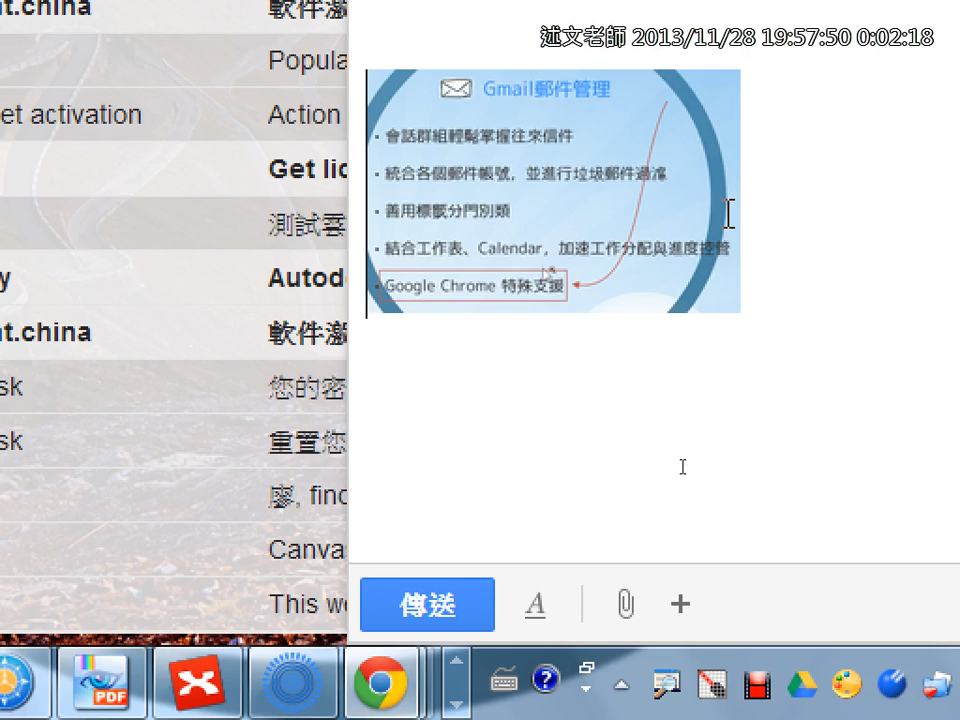 述文老師 2013/11/28 19:57:50 0:02:18
t.china
軟件激
Popula
et activation
Action
Get lic
測試雲
y
Autod
t.china
軟件激
sk
您的密
sk
重置您
廖, find
Canva
This we
Gmail郵件管理
· 會話群組輕鬆掌握往來信件
· 統合各個郵件帳號，並進行垃圾郵件過濾
· 善用標籤分門別類
· 結合工作表、Calendar，加速工作分配與進度控管
· Google Chrome 特殊支援
傳送
A
PDF